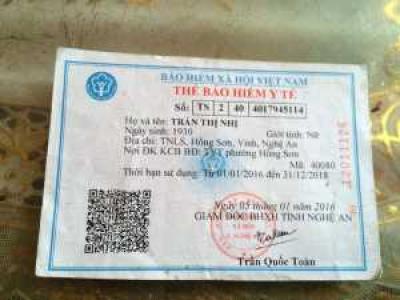 BẢO HIỂM XÃ HỘI VIỆT NAM
THẺ BẢO HIỂM Y TẾ
Số: TS 2 40 4017945114
Họ và tên: TRẦN THỊ NHỊ
Ngày sinh: 1930 Giới tính: Nữ
Địa chỉ: TNLS, Hồng Sơn, Vinh, Nghệ An
Nơi ĐK KCB BĐ: TYT phường Hồng Sơn
Mã: 40080
Thời hạn sử dụng: Từ 01/01/2016 đến 31/12/2018
Ngày 05 tháng 01 năm 2016
GIÁM ĐỐC BHXH TỈNH NGHỆ AN
Trần Quốc Toàn